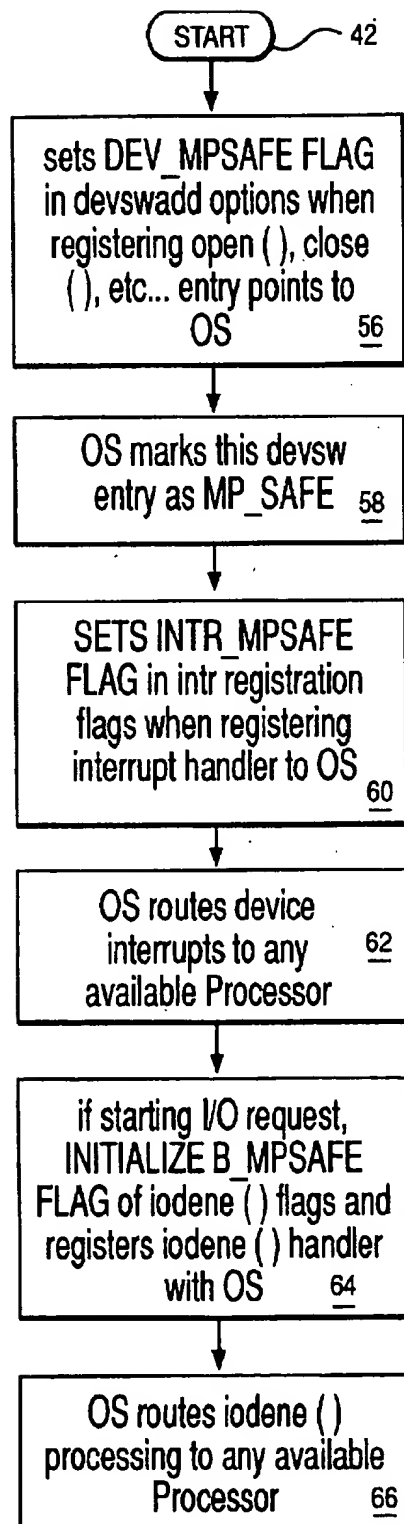 START
42
sets DEV_MPSAFE FLAG
in devswadd options when
registering open ( ), close
( ), etc... entry points to
OS
56
OS marks this devsw
entry as MP_SAFE 58
SETS INTR_MPSAFE
FLAG in intr registration
flags when registering
interrupt handler to OS
60
OS routes device
interrupts to any 62
available Processor
if starting I/O request,
INITIALIZE B_MPSAFE
FLAG of iodene ( ) flags and
registers iodene ( ) handler
with OS 64
OS routes iodene ( )
processing to any available
Processor 66